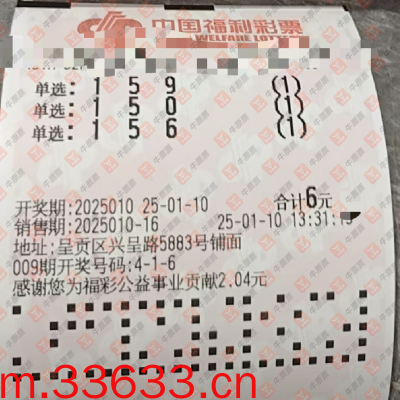 中国福利彩票
WELFARE LOTTERY
单选：1 5 9 (1)
单选：1 5 0 (1)
单选：1 5 6 (1)
合计6元
开奖期：2025010 25-01-10
销售期：2025010-16 25-01-10 13:31:1
地址：呈贡区兴呈路5883号铺面
009期开奖号码：4-1-6
感谢您为福彩公益事业贡献2.04元
m.33633.cn